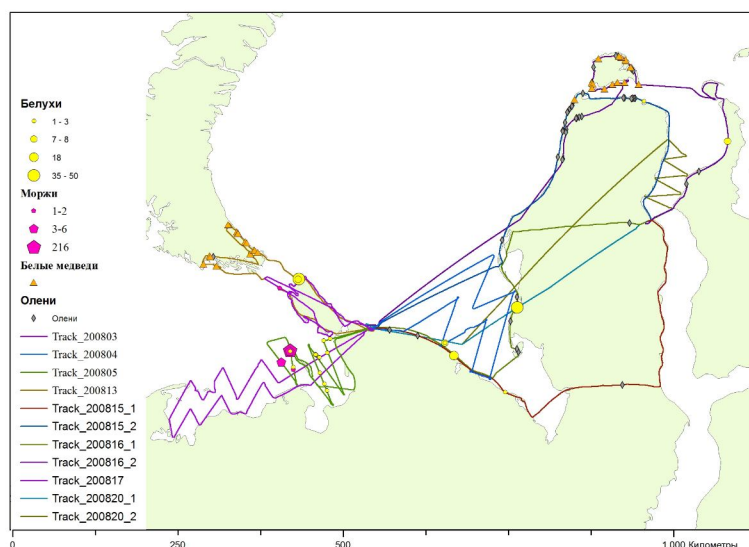 Белухи
1 - 3
7 - 8
18
35 - 50
Моржи
1-2
3-6
216
Белые медведи
Олени
Олени
Track_200803
Track_200804
Track_200805
Track_200813
Track_200815_1
Track_200815_2
Track_200816_1
Track_200816_2
Track_200817
Track_200820_1
Track_200820_2
0 250 500 1 000 Километры